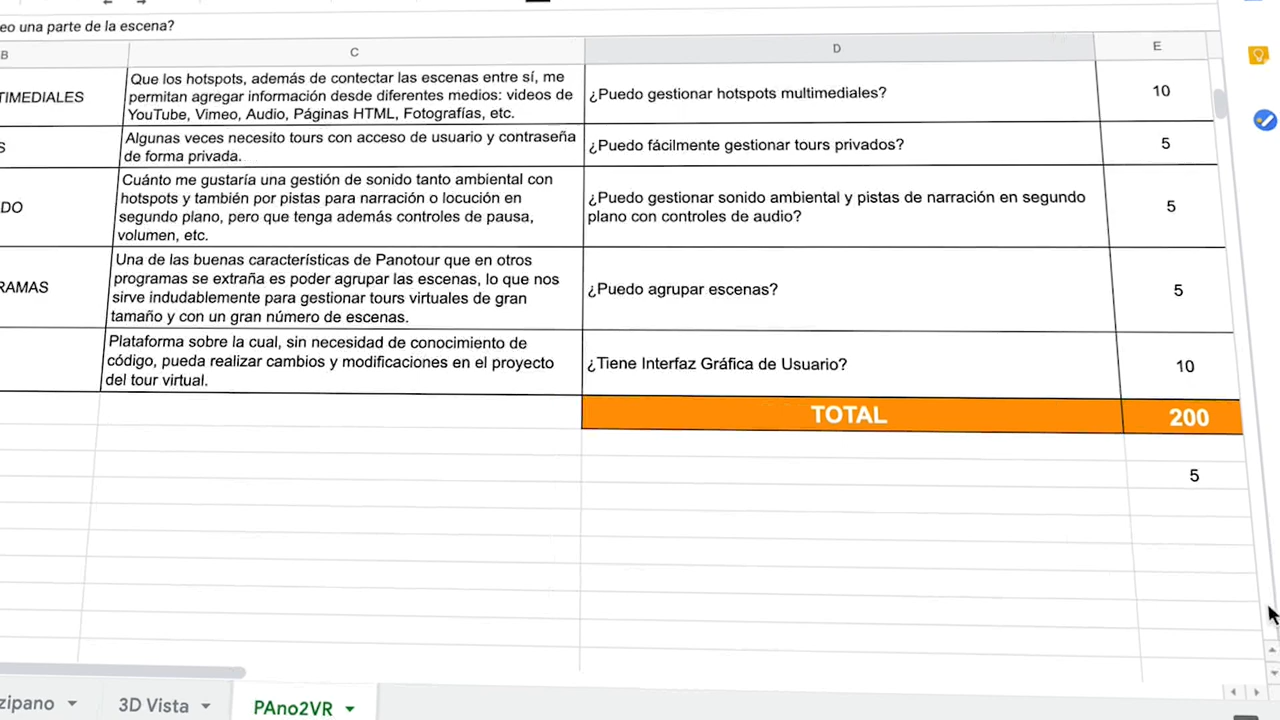 eo una parte de la escena?
B
C
D
E
TIMEDIALES
Que los hotspots, además de contectar las escenas entre sí, me
permitan agregar información desde diferentes medios: videos de
YouTube, Vimeo, Audio, Páginas HTML, Fotografías, etc.
¿Puedo gestionar hotspots multimediales?
10
S
Algunas veces necesito tours con acceso de usuario y contraseña
de forma privada.
¿Puedo fácilmente gestionar tours privados?
5
DO
Cuánto me gustaría una gestión de sonido tanto ambiental con
hotspots y también por pistas para narración o locución en
segundo plano, pero que tenga además controles de pausa,
volumen, etc.
¿Puedo gestionar sonido ambiental y pistas de narración en segundo
plano con controles de audio?
5
RAMAS
Una de las buenas características de Panotour que en otros
programas se extraña es poder agrupar las escenas, lo que nos
sirve indudablemente para gestionar tours virtuales de gran
tamaño y con un gran número de escenas.
¿Puedo agrupar escenas?
5
Plataforma sobre la cual, sin necesidad de conocimiento de
código, pueda realizar cambios y modificaciones en el proyecto
del tour virtual.
¿Tiene Interfaz Gráfica de Usuario?
10
TOTAL
200
5
zipano
3D Vista
PAno2VR